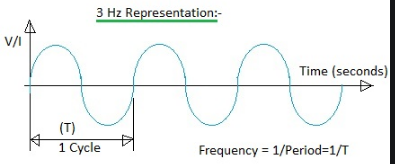 3 Hz Representation:-
V/I
Time (seconds)
(T)
1 Cycle
Frequency = 1/Period=1/T